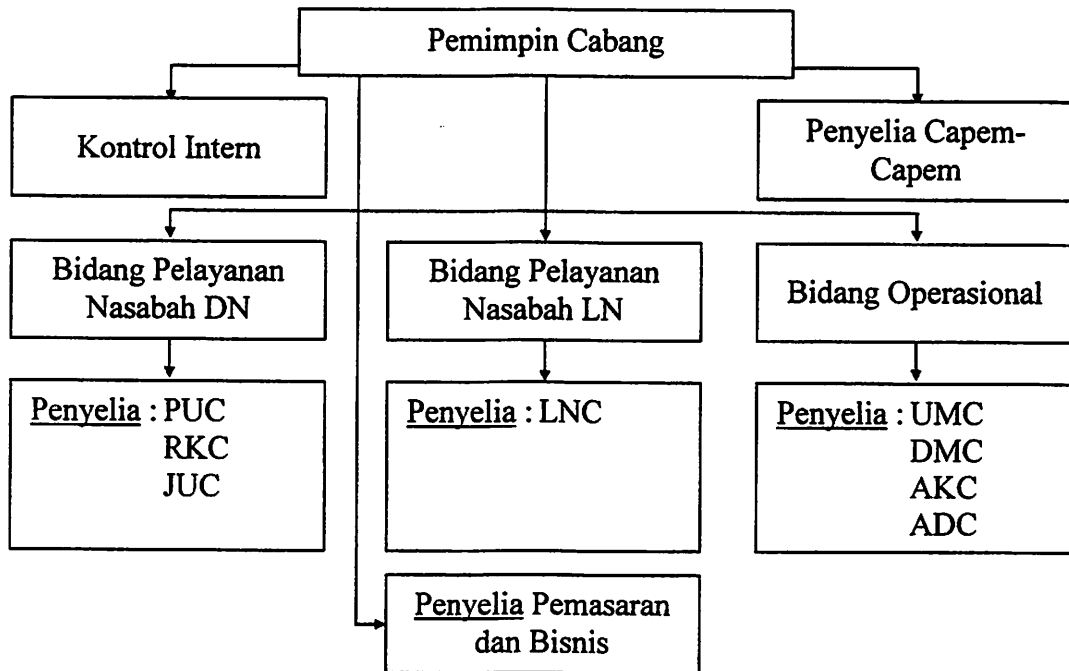 Pemimpin Cabang
Kontrol Intern
Penyelia Capem-
Capem
Bidang Pelayanan
Nasabah DN
Bidang Pelayanan
Nasabah LN
Bidang Operasional
Penyelia : PUC
RKC
JUC
Penyelia : LNC
Penyelia : UMC
DMC
AKC
ADC
Penyelia Pemasaran
dan Bisnis